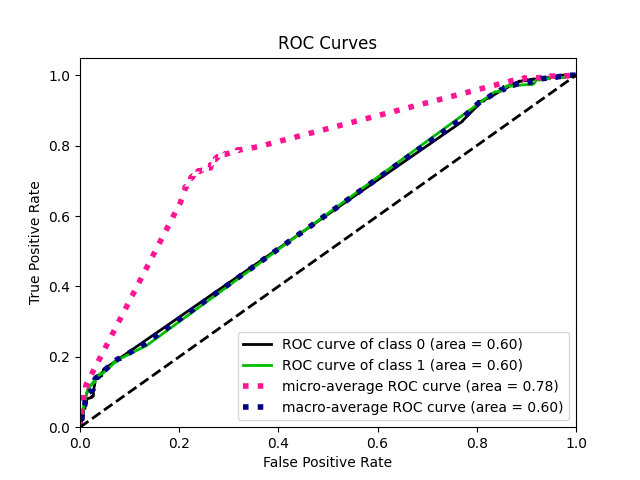 ROC Curves
True Positive Rate
1.0
0.8
0.6
0.4
0.2
0.0
ROC curve of class 0 (area = 0.60)
ROC curve of class 1 (area = 0.60)
micro-average ROC curve (area = 0.78)
macro-average ROC curve (area = 0.60)
0.0 0.2 0.4 0.6 0.8 1.0
False Positive Rate